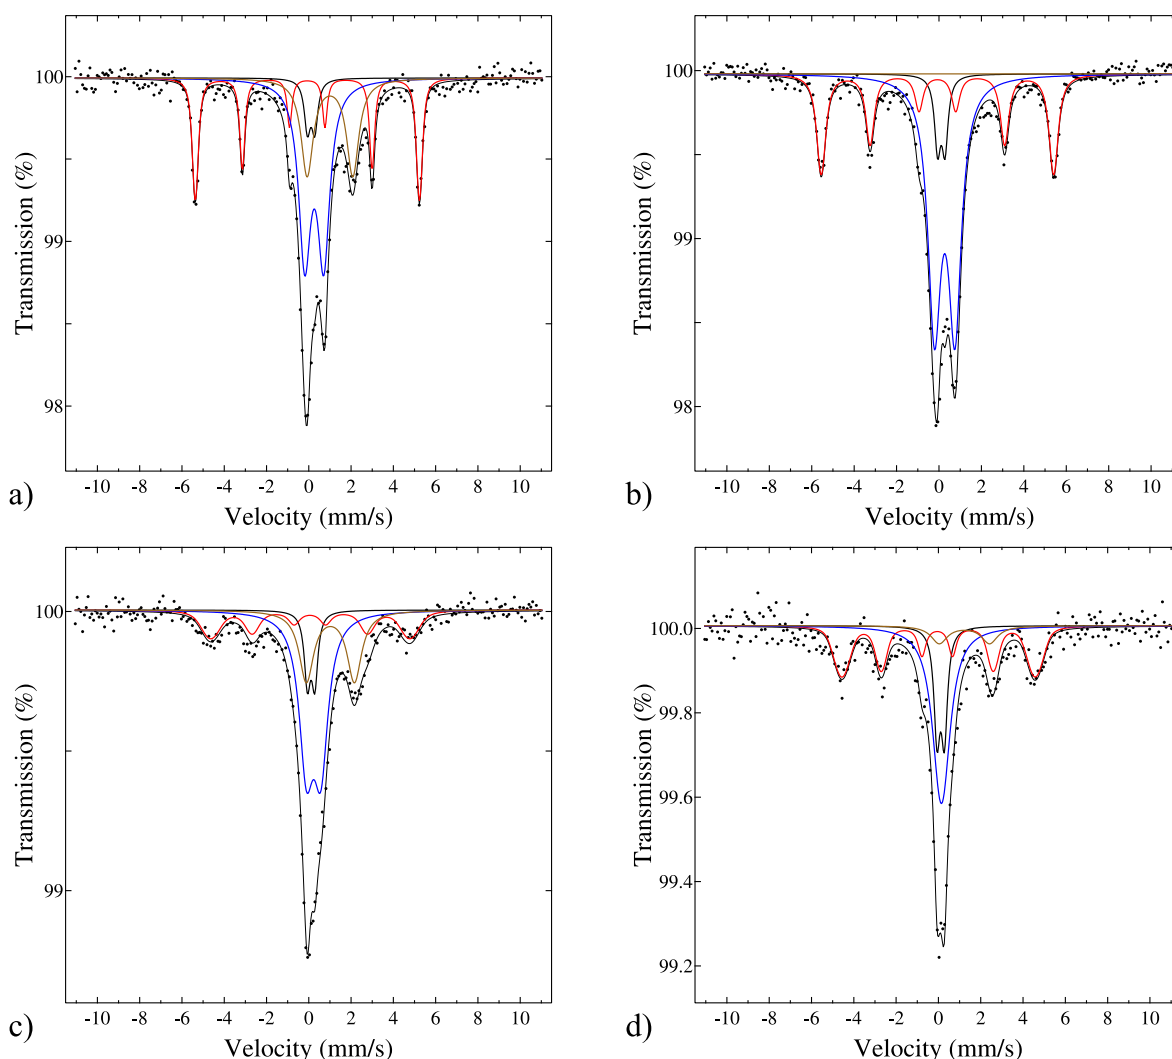 100
99
98
Transmission (%)
-10 -8 -6 -4 -2 0 2 4 6 8 10
Velocity (mm/s)
a)
100
99
98
Transmission (%)
-10 -8 -6 -4 -2 0 2 4 6 8 10
Velocity (mm/s)
b)
100
99
Transmission (%)
-10 -8 -6 -4 -2 0 2 4 6 8 10
Velocity (mm/s)
c)
100.0
99.8
99.6
99.4
99.2
Transmission (%)
-10 -8 -6 -4 -2 0 2 4 6 8 10
Velocity (mm/s)
d)